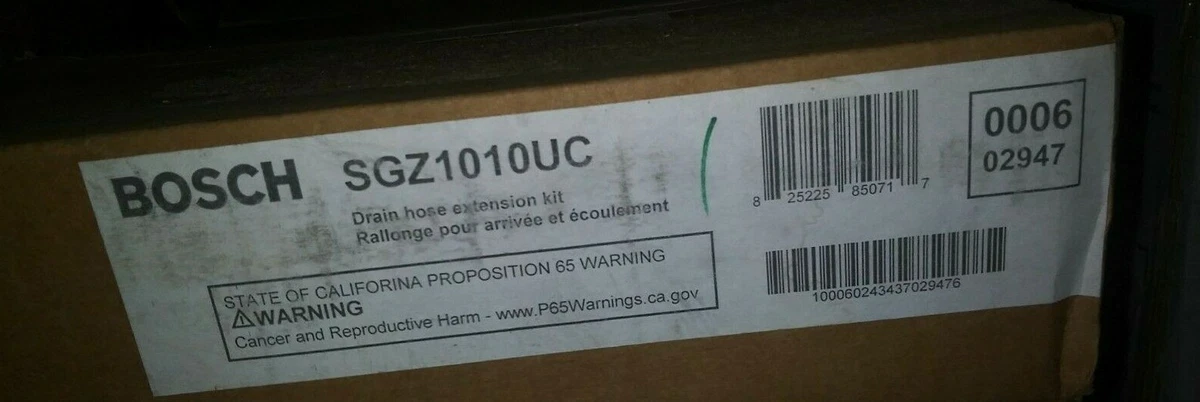 BOSCH SGZ1010UC
Drain hose extension kit
Rallonge pour arrivée et écoulement
STATE OF CALIFORINA PROPOSITION 65 WARNING
⚠WARNING
Cancer and Reproductive Harm - www.P65Warnings.ca.gov
8 25225 85071 7
100060243437029476
0006
02947